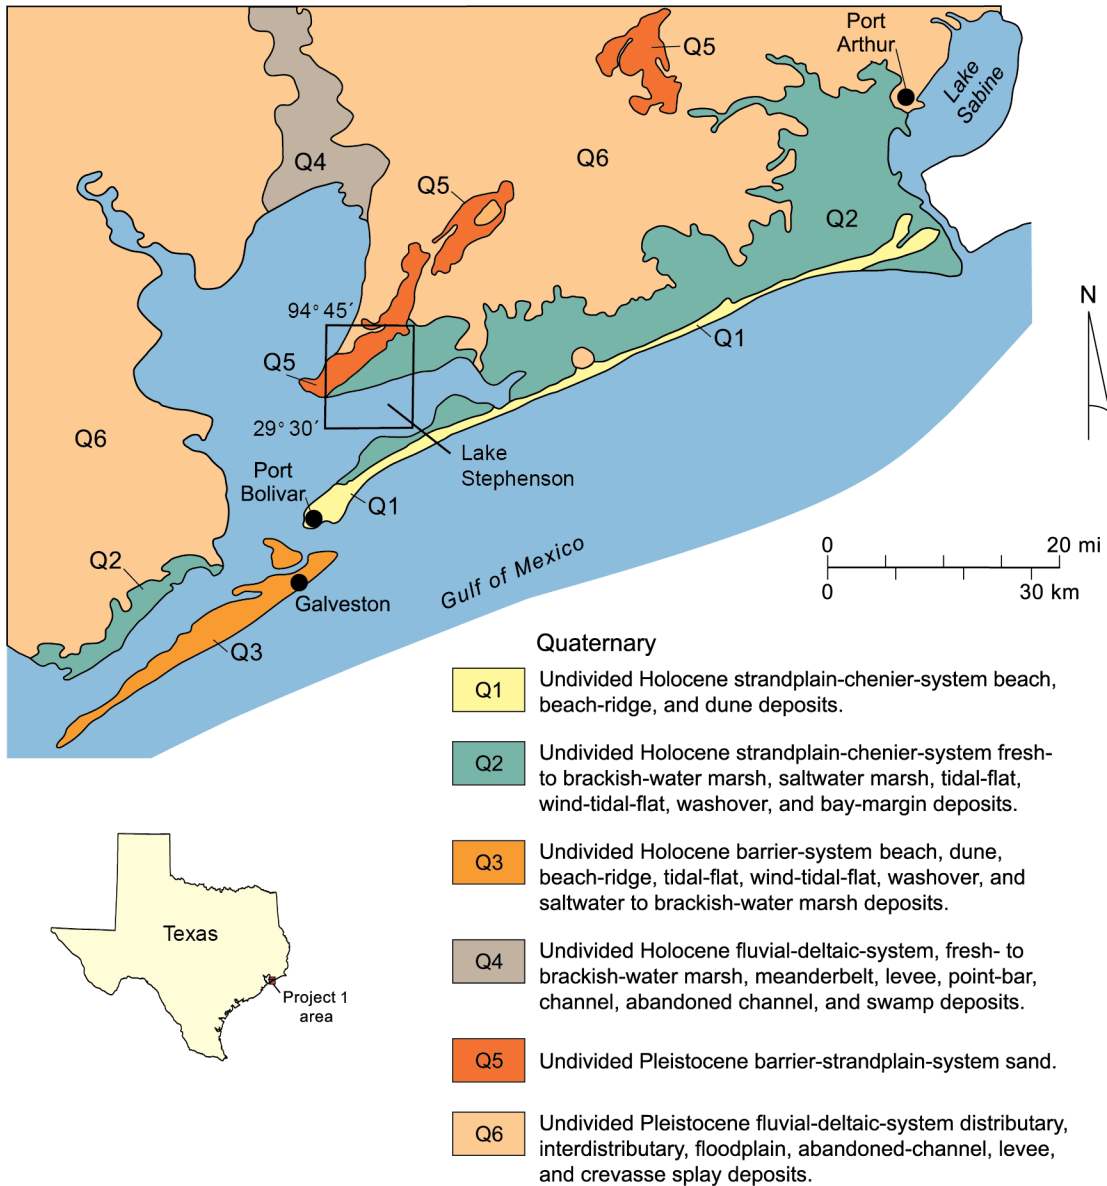 Port
Arthur
Lake
Sabine
Q5
Q4
Q6
Q5
Q2
N
94° 45′
Q1
Q5
29° 30′
Q6
Lake
Stephenson
Port
Bolivar
Q1
Q2
Gulf of Mexico
0 20 mi
0 30 km
Galveston
Q3
Quaternary
Q1 Undivided Holocene strandplain-chenier-system beach,
beach-ridge, and dune deposits.
Q2 Undivided Holocene strandplain-chenier-system fresh-
to brackish-water marsh, saltwater marsh, tidal-flat,
wind-tidal-flat, washover, and bay-margin deposits.
Q3 Undivided Holocene barrier-system beach, dune,
beach-ridge, tidal-flat, wind-tidal-flat, washover, and
saltwater to brackish-water marsh deposits.
Q4 Undivided Holocene fluvial-deltaic-system, fresh- to
brackish-water marsh, meanderbelt, levee, point-bar,
channel, abandoned channel, and swamp deposits.
Q5 Undivided Pleistocene barrier-strandplain-system sand.
Q6 Undivided Pleistocene fluvial-deltaic-system distributary,
interdistributary, floodplain, abandoned-channel, levee,
and crevasse splay deposits.
Texas
Project 1
area